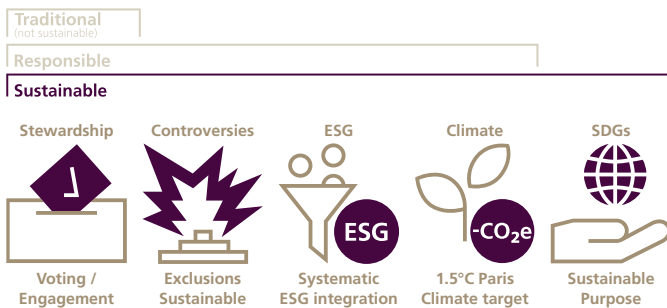 Traditional
(not sustainable)
Responsible
Sustainable
Stewardship
Controversies
ESG
Climate
SDGs
ESG
-CO₂e
Voting /
Engagement
Exclusions
Sustainable
Systematic
ESG integration
1.5°C Paris
Climate target
Sustainable
Purpose